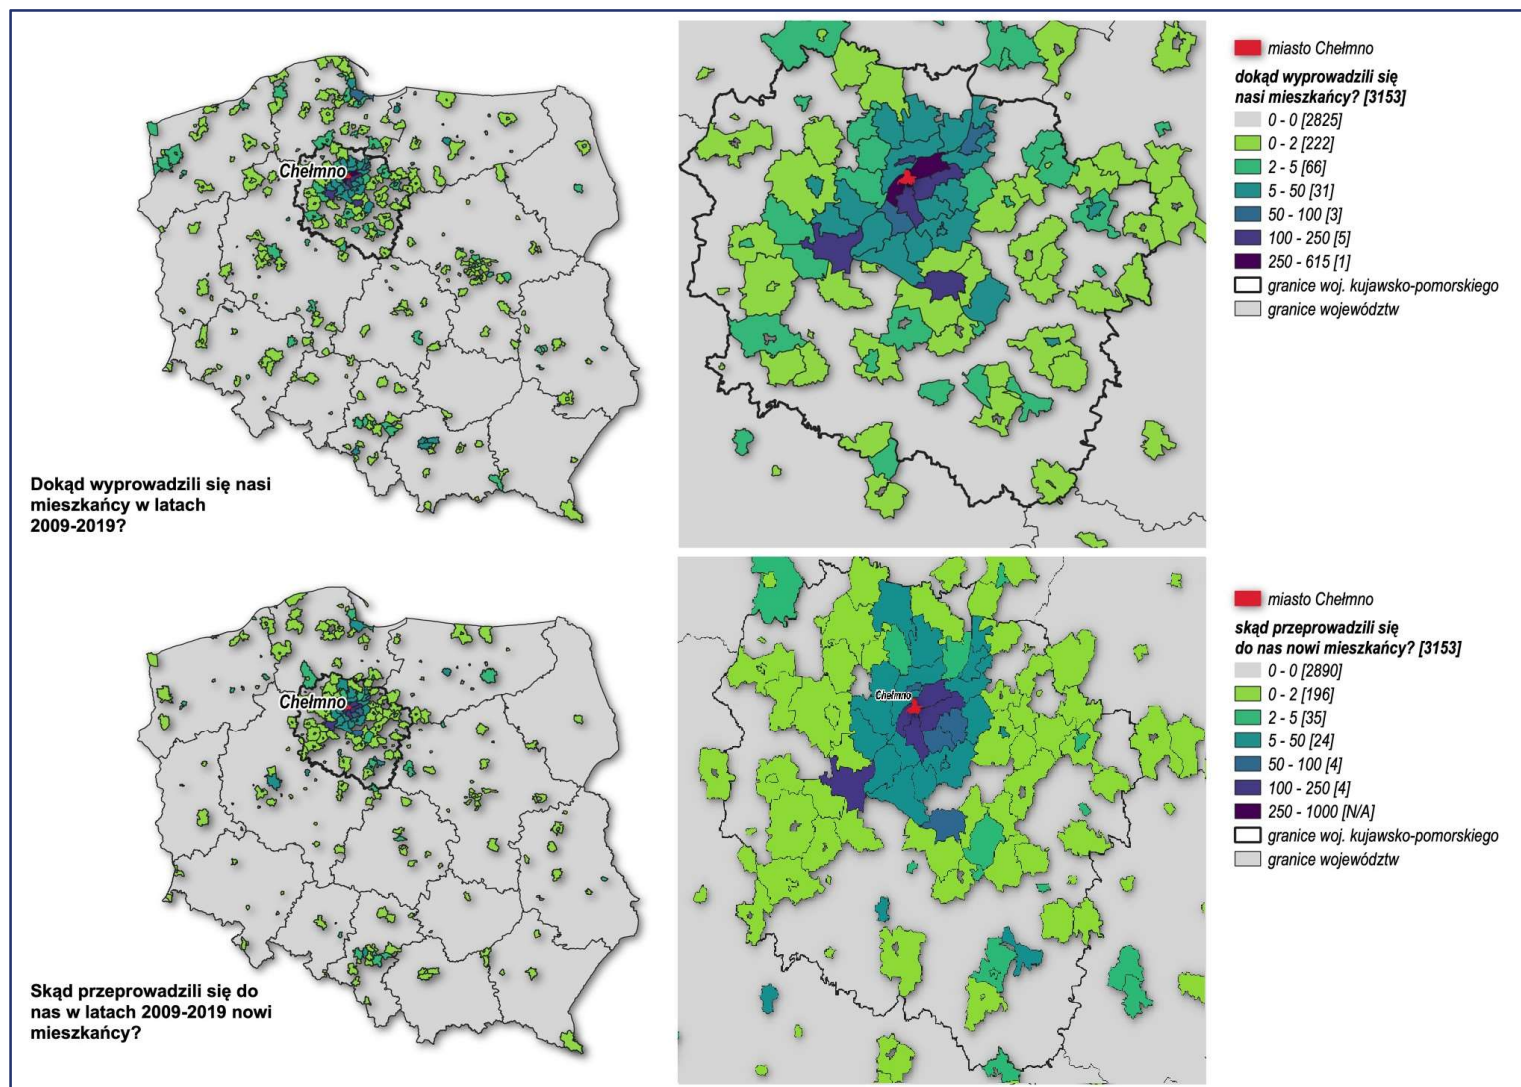 Chełmno
Dokąd wyprowadzili się nasi
mieszkańcy w latach
2009-2019?
miasto Chełmno
dokąd wyprowadzili się
nasi mieszkańcy? [3153]
0 - 0 [2825]
0 - 2 [222]
2 - 5 [66]
5 - 50 [31]
50 - 100 [3]
100 - 250 [5]
250 - 615 [1]
granice woj. kujawsko-pomorskiego
granice województw
Chełmno
Skąd przeprowadzili się do
nas w latach 2009-2019 nowi
mieszkańcy?
Chełmno
miasto Chełmno
skąd przeprowadzili się
do nas nowi mieszkańcy? [3153]
0 - 0 [2890]
0 - 2 [196]
2 - 5 [35]
5 - 50 [24]
50 - 100 [4]
100 - 250 [4]
250 - 1000 [N/A]
granice woj. kujawsko-pomorskiego
granice województw